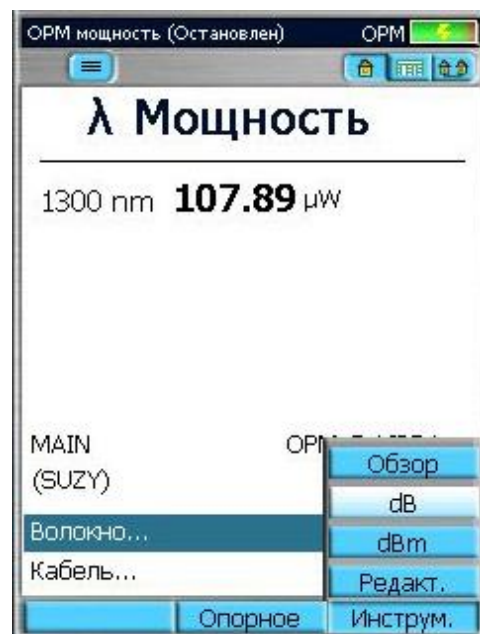 OPM мощность (Остановлен) OPM
λ Мощность
1300 nm 107.89 µW
MAIN
(SUZY)
Волокно...
Кабель...
Обзор
dB
dBm
Редакт.
Опорное Инструм.